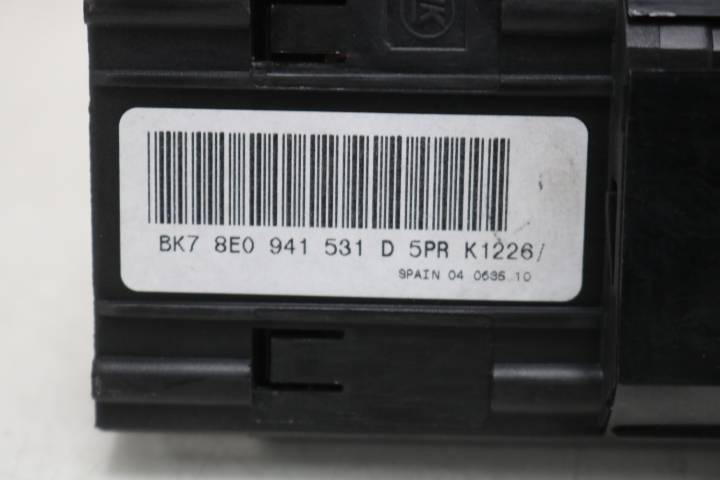 BK7 8E0 941 531 D 5PR K1226/
SPAIN 04 0635 10